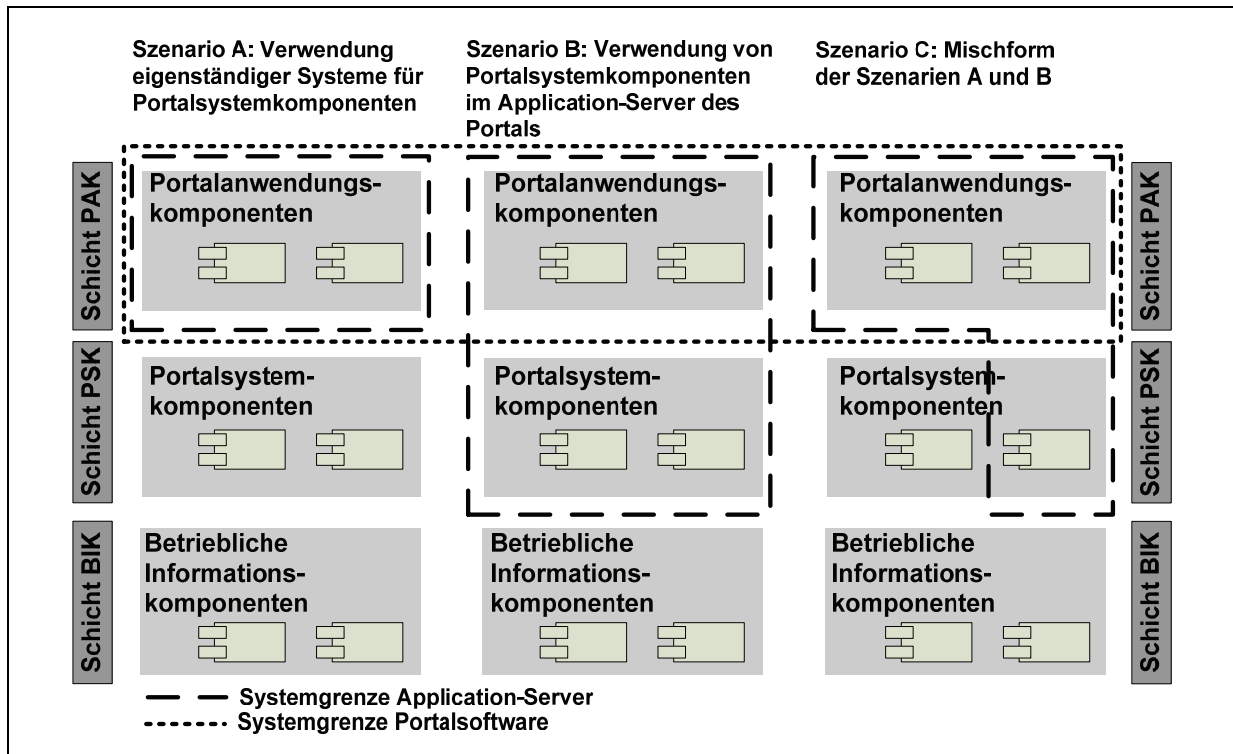 Szenario A: Verwendung
eigenständiger Systeme für
Portalsystemkomponenten
Szenario B: Verwendung von
Portalsystemkomponenten
im Application-Server des
Portals
Szenario C: Mischform
der Szenarien A und B
Schicht PAK
Portalanwendungs-
komponenten
Portalanwendungs-
komponenten
Portalanwendungs-
komponenten
Schicht PAK
Schicht PSK
Portalsystem-
komponenten
Portalsystem-
komponenten
Portalsystem-
komponenten
Schicht PSK
Schicht BIK
Betriebliche
Informations-
komponenten
Betriebliche
Informations-
komponenten
Betriebliche
Informations-
komponenten
Schicht BIK
Systemgrenze Application-Server
Systemgrenze Portalsoftware